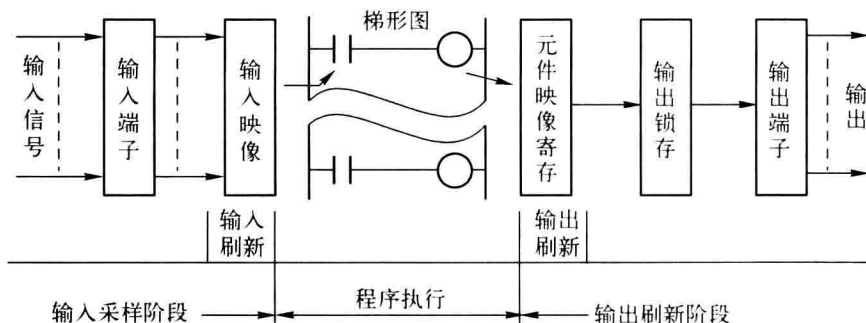 梯形图
输入信号
输入端子
输入映像
元件映像寄存
输出锁存
输出端子
输出
输入
刷新
输出
刷新
输入采样阶段
程序执行
输出刷新阶段